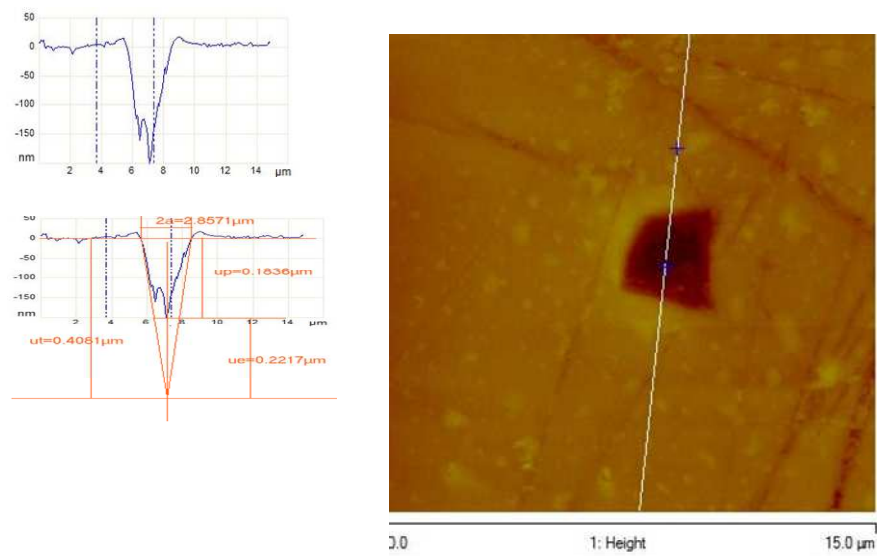 50
0
-50
-100
-150
nm
2 4 6 8 10 12 14 µm
50
2a=2.8571µm
0
-50
up=0.1836µm
-100
-150
nm
2 4 6 8 10 12 14 µm
ut=0.4081µm
ue=0.2217µm
0.0 1: Height 15.0 µm